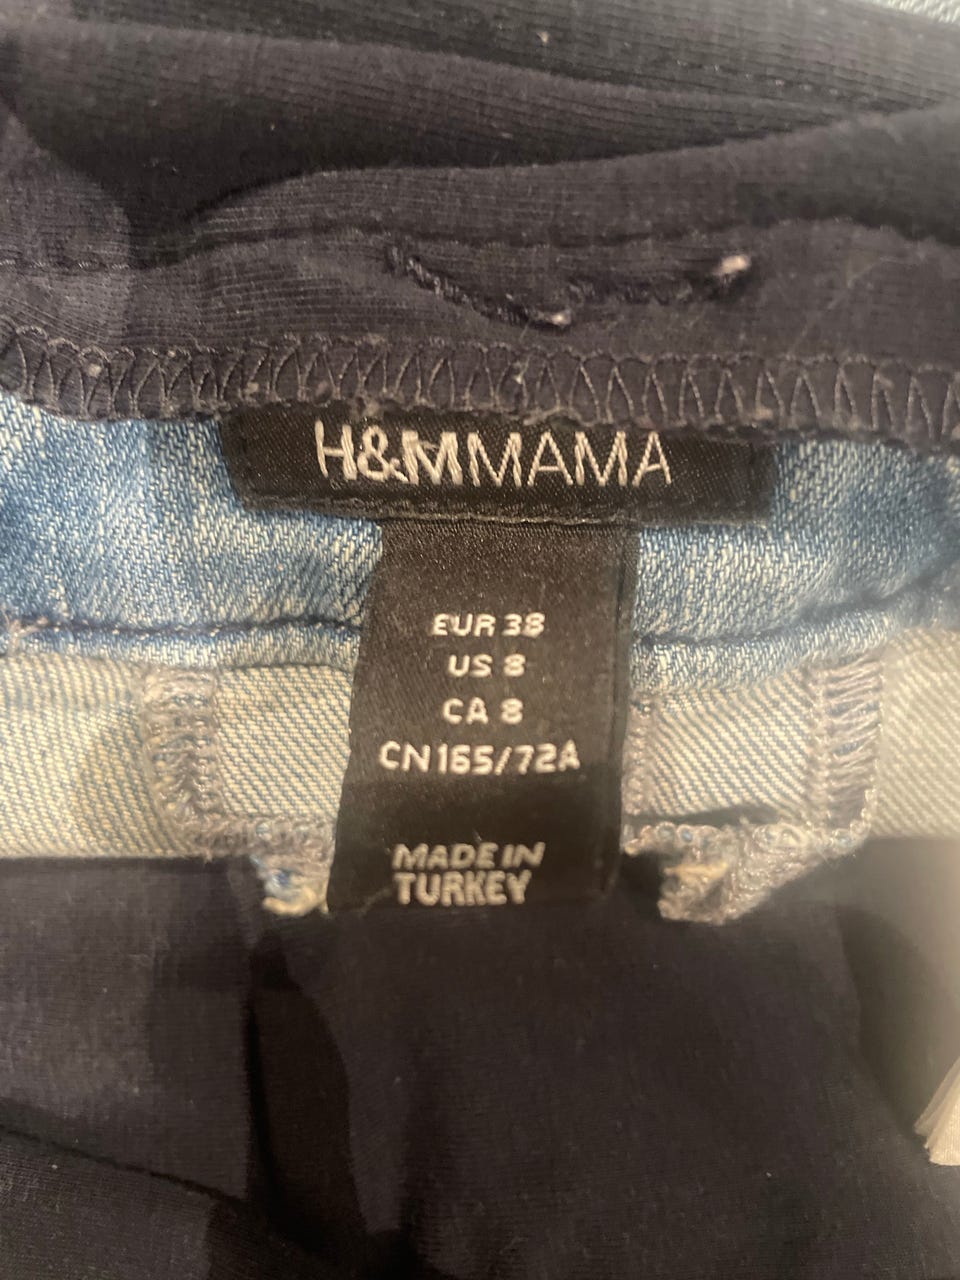 H&MMAMA
EUR 38
US 8
CA 8
CN165/72A
MADE IN
TURKEY